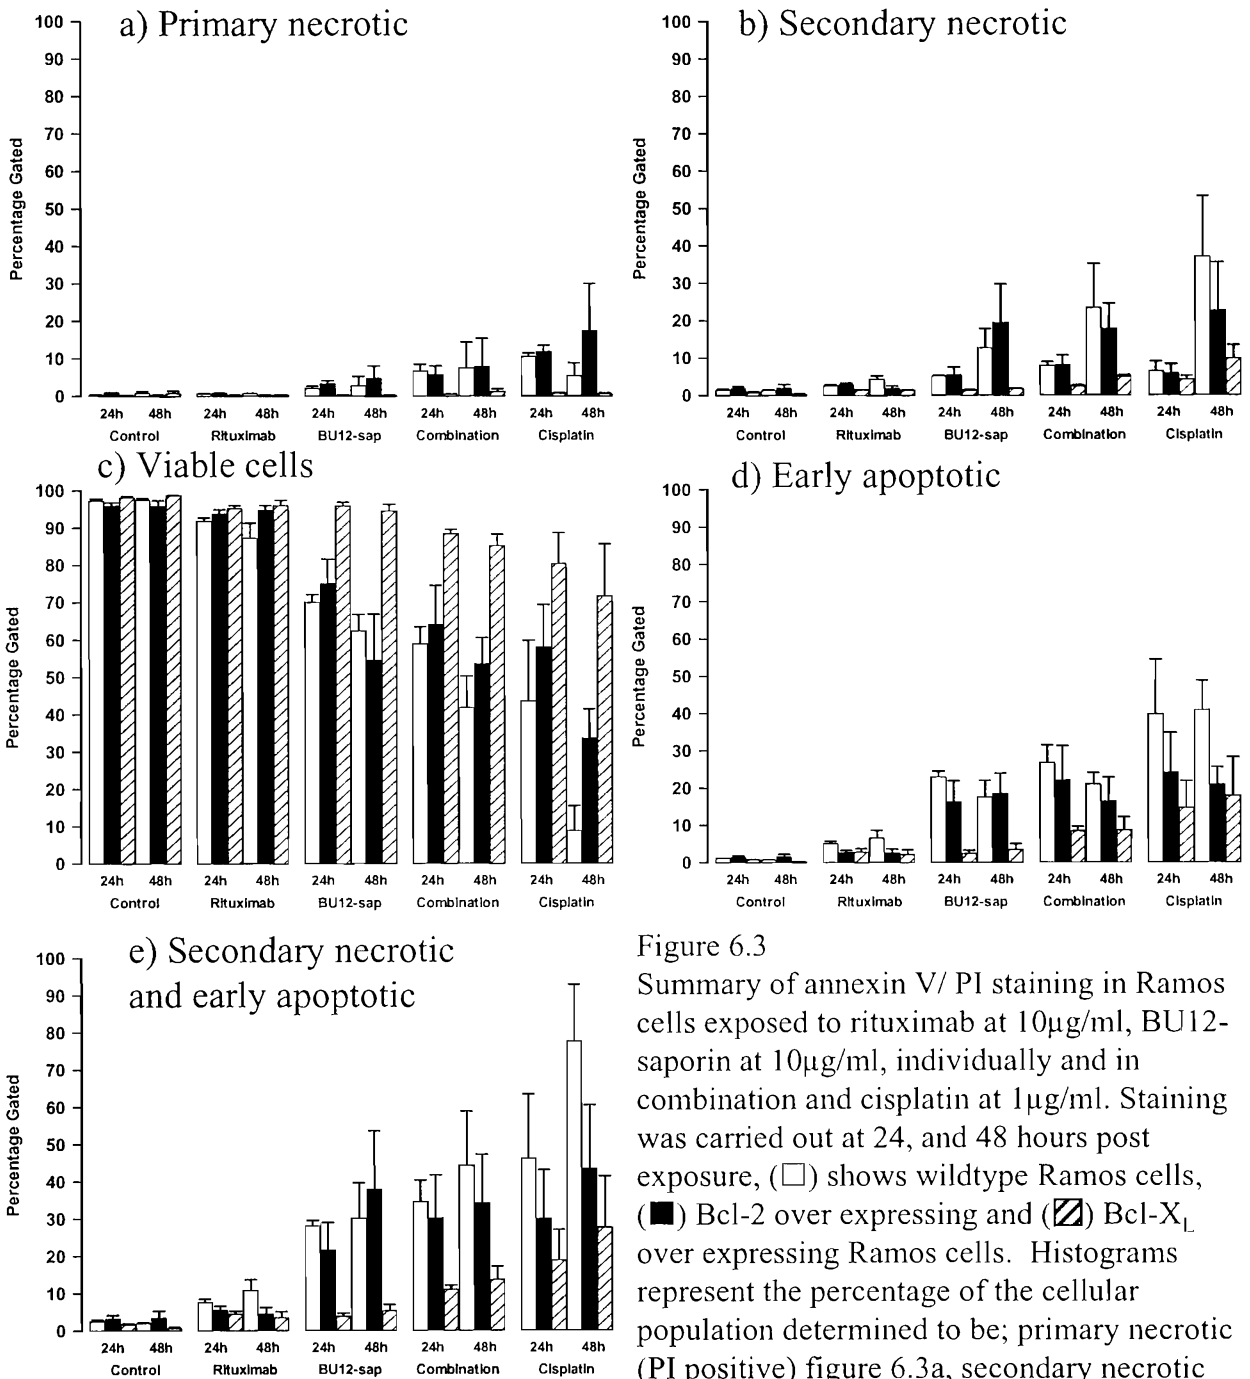 a) Primary necrotic
Percentage Gated
100
90
80
70
60
50
40
30
20
10
0
24h 48h 24h 48h 24h 48h 24h 48h 24h 48h
Control Rituximab BU12-sap Combination Cisplatin
b) Secondary necrotic
Percentage Gated
100
90
80
70
60
50
40
30
20
10
0
24h 48h 24h 48h 24h 48h 24h 48h 24h 48h
Control Rituximab BU12-sap Combination Cisplatin
c) Viable cells
Percentage Gated
100
90
80
70
60
50
40
30
20
10
0
24h 48h 24h 48h 24h 48h 24h 48h 24h 48h
Control Rituximab BU12-sap Combination Cisplatin
d) Early apoptotic
Percentage Gated
100
90
80
70
60
50
40
30
20
10
0
24h 48h 24h 48h 24h 48h 24h 48h 24h 48h
Control Rituximab BU12-sap Combination Cisplatin
e) Secondary necrotic
and early apoptotic
Percentage Gated
100
90
80
70
60
50
40
30
20
10
0
24h 48h 24h 48h 24h 48h 24h 48h 24h 48h
Control Rituximab BU12-sap Combination Cisplatin
Figure 6.3
Summary of annexin V/ PI staining in Ramos
cells exposed to rituximab at 10µg/ml, BU12-
saporin at 10µg/ml, individually and in
combination and cisplatin at 1µg/ml. Staining
was carried out at 24, and 48 hours post
exposure, (□) shows wildtype Ramos cells,
(■) Bcl-2 over expressing and (▨) Bcl-X_L
over expressing Ramos cells. Histograms
represent the percentage of the cellular
population determined to be; primary necrotic
(PI positive) figure 6.3a, secondary necrotic